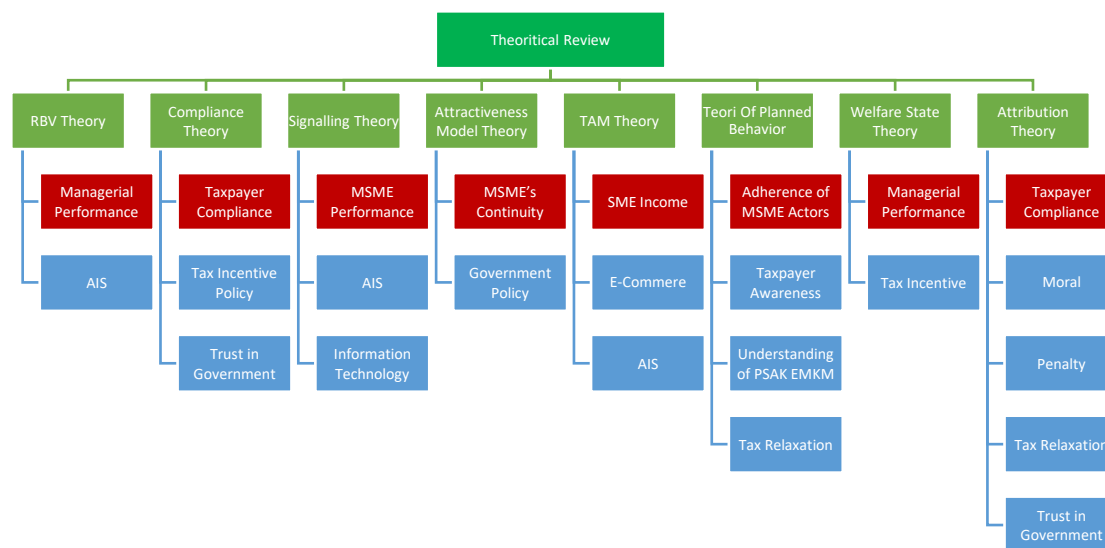 Theoritical Review
RBV Theory
Compliance
Theory
Signalling Theory
Attractiveness
Model Theory
TAM Theory
Teori Of Planned
Behavior
Welfare State
Theory
Attribution
Theory
Managerial
Performance
Taxpayer
Compliance
MSME
Performance
MSME's
Continuity
SME Income
Adherence of
MSME Actors
Managerial
Performance
Taxpayer
Compliance
AIS
Tax Incentive
Policy
AIS
Government
Policy
E-Commere
Taxpayer
Awareness
Tax Incentive
Moral
Trust in
Government
Information
Technology
AIS
Understanding
of PSAK EMKM
Penalty
Tax Relaxation
Tax Relaxation
Trust in
Government